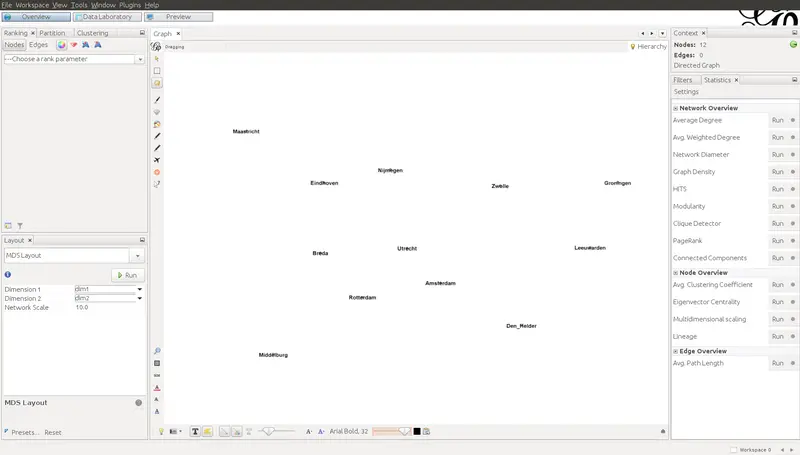 File Workspace View Tools Window Plugins Help
Overview Data Laboratory Preview
Ranking Partition Clustering
Nodes Edges
---Choose a rank parameter
Layout
MDS Layout
Run
Dimension 1 dim1
Dimension 2 dim2
Network Scale 10.0
MDS Layout
Presets... Reset
Graph
Dragging
Hierarchy
Maastricht
Nijmegen
Eindhoven
Zwolle
Groningen
Breda
Utrecht
Leeuwarden
Amsterdam
Rotterdam
Den_Helder
Middelburg
Arial Bold, 32
Context
Nodes: 12
Edges: 0
Directed Graph
Filters Statistics
Settings
Network Overview
Average Degree Run
Avg. Weighted Degree Run
Network Diameter Run
Graph Density Run
HITS Run
Modularity Run
Clique Detector Run
PageRank Run
Connected Components Run
Node Overview
Avg. Clustering Coefficient Run
Eigenvector Centrality Run
Multidimensional scaling Run
Lineage Run
Edge Overview
Avg. Path Length Run
Workspace 0